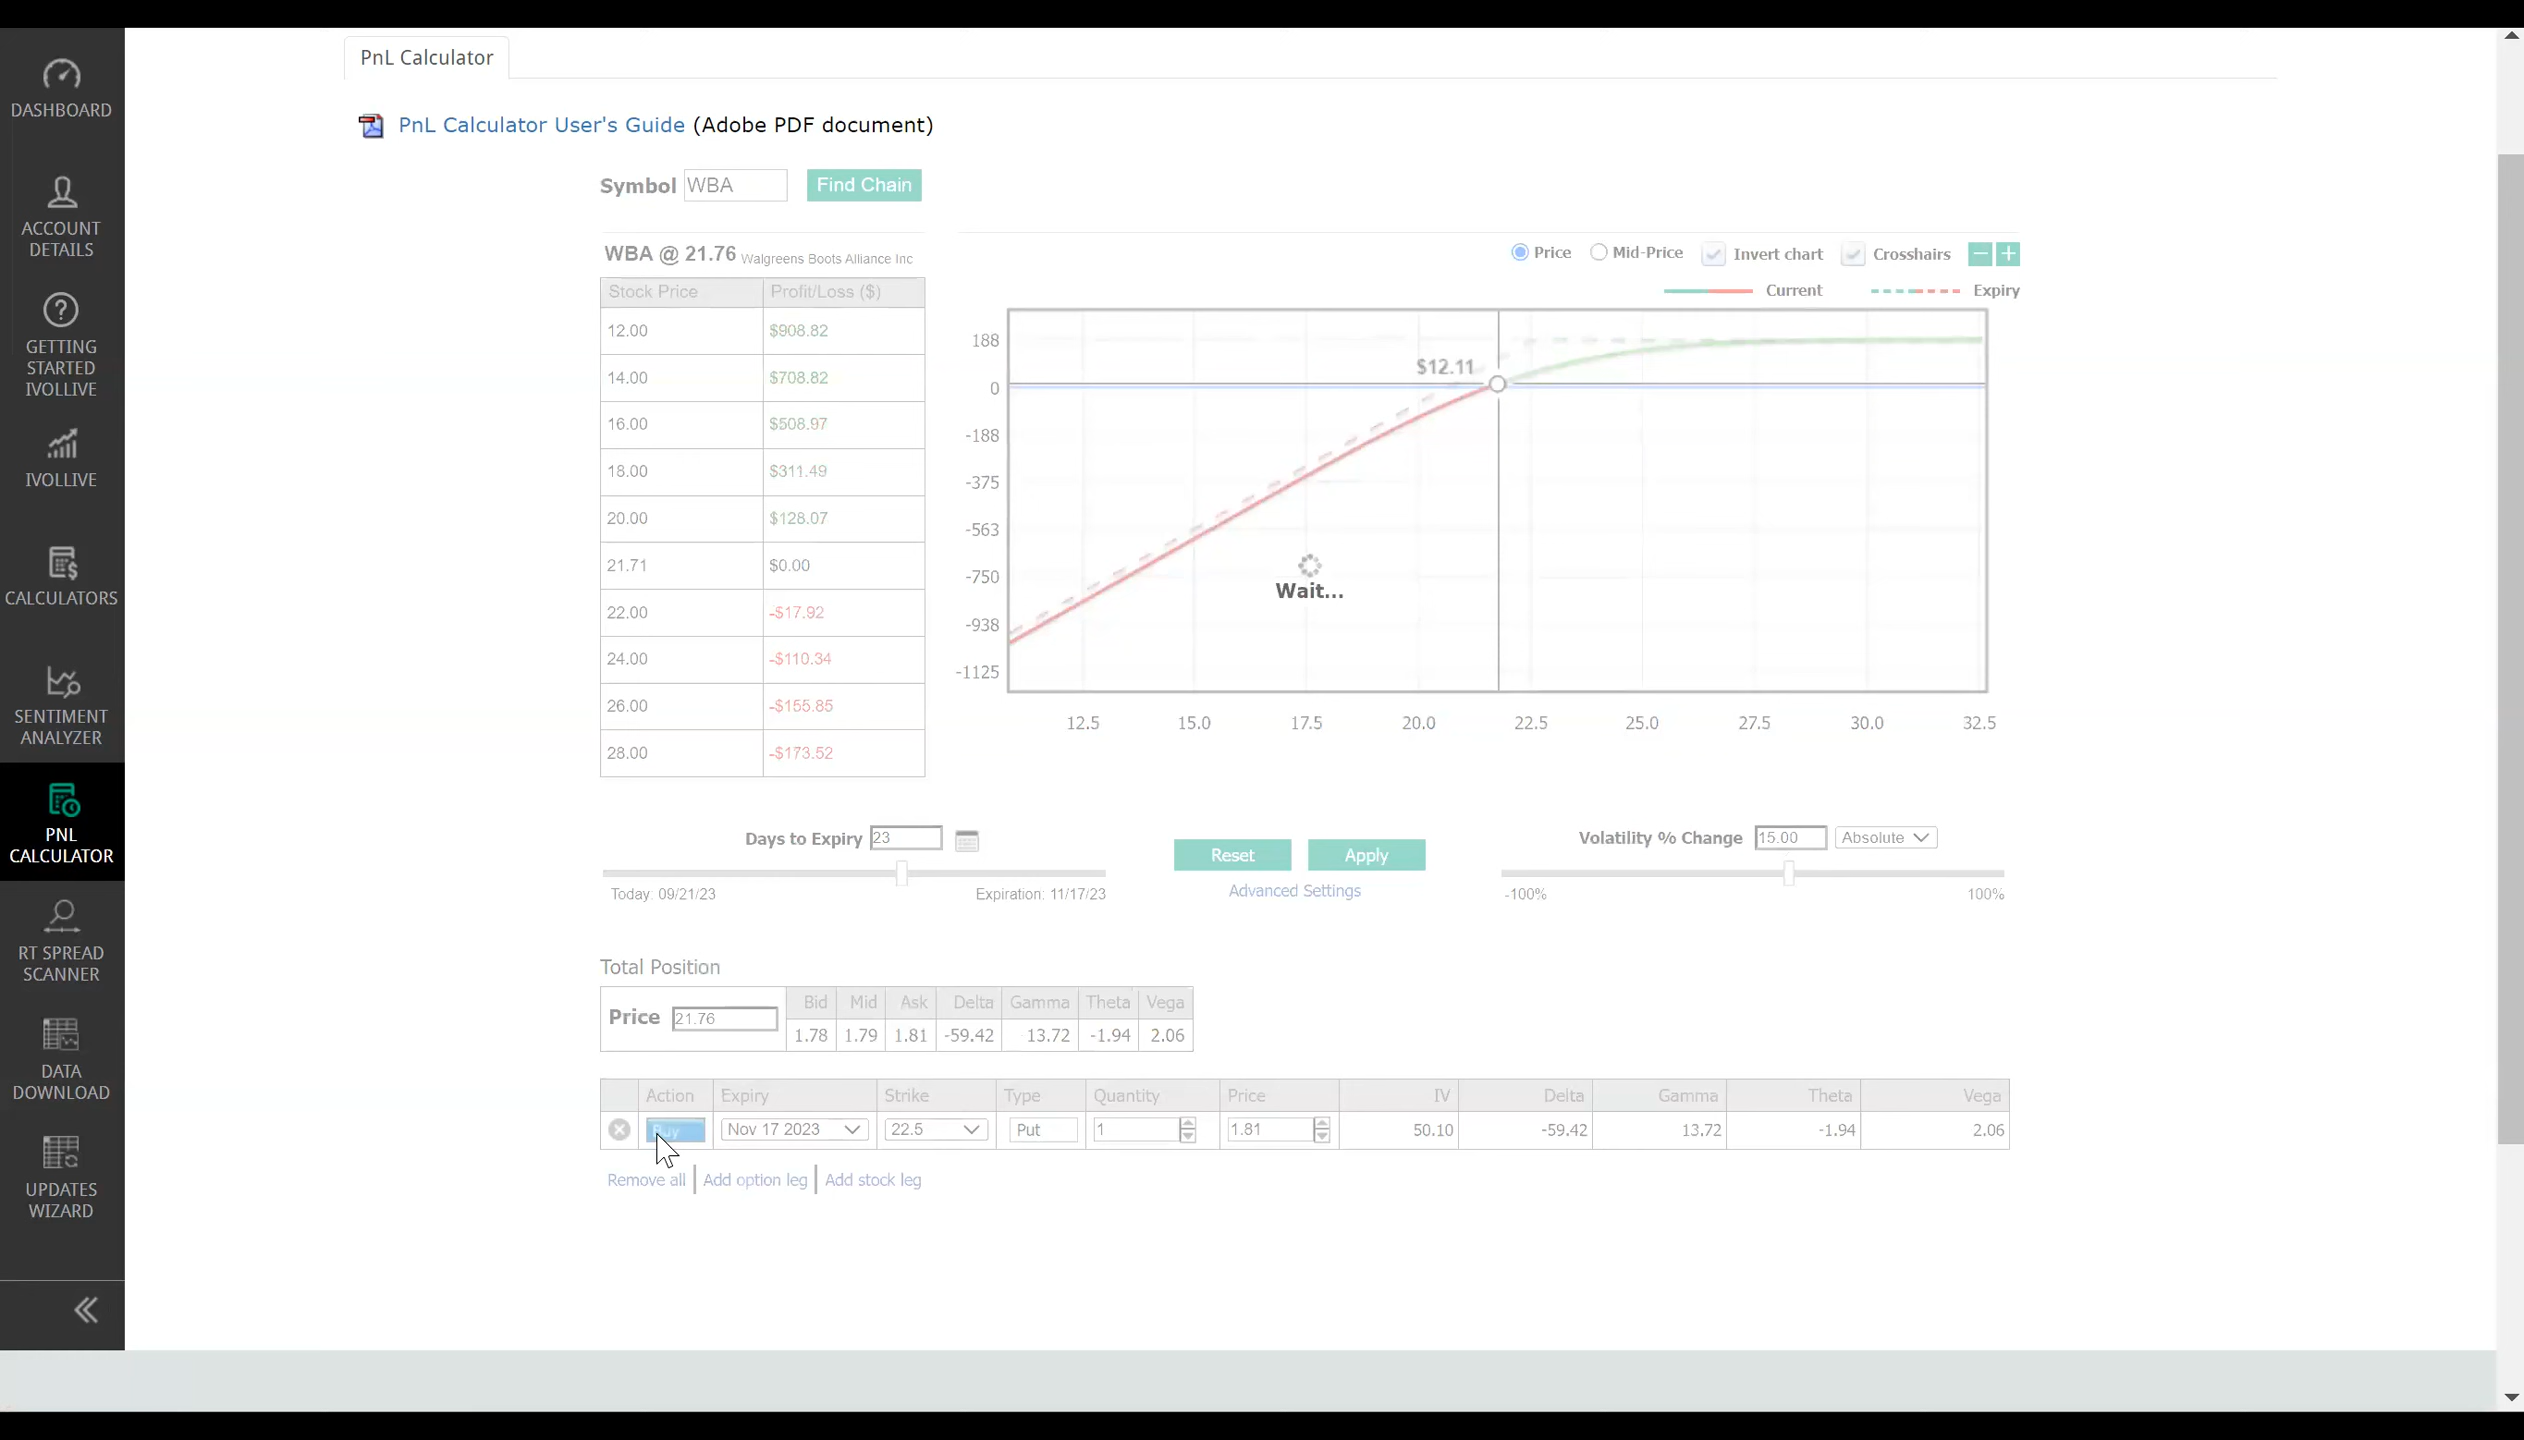 PnL Calculator
PnL Calculator User's Guide (Adobe PDF document)
DASHBOARD
ACCOUNT
DETAILS
GETTING
STARTED
IVOLLIVE
IVOLLIVE
CALCULATORS
SENTIMENT
ANALYZER
PNL
CALCULATOR
RT SPREAD
SCANNER
DATA
DOWNLOAD
UPDATES
WIZARD
Symbol WBA Find Chain
WBA @ 21.76 Walgreens Boots Alliance Inc
Stock Price Profit/Loss ($)
12.00 $908.82
14.00 $708.82
16.00 $508.97
18.00 $311.49
20.00 $128.07
21.71 $0.00
22.00 -$17.92
24.00 -$110.34
26.00 -$155.85
28.00 -$173.52
Price Mid-Price Invert chart Crosshairs
Current Expiry
188
0
-188
-375
-563
-750
-938
-1125
$12.11
Wait...
12.5 15.0 17.5 20.0 22.5 25.0 27.5 30.0 32.5
Days to Expiry 23
Today: 09/21/23 Expiration: 11/17/23
Reset Apply
Advanced Settings
Volatility % Change 15.00 Absolute
-100% 100%
Total Position
Price 21.76
Bid Mid Ask Delta Gamma Theta Vega
1.78 1.79 1.81 -59.42 13.72 -1.94 2.06
Action Expiry Strike Type Quantity Price IV Delta Gamma Theta Vega
Buy Nov 17 2023 22.5 Put 1 1.81 50.10 -59.42 13.72 -1.94 2.06
Remove all Add option leg Add stock leg